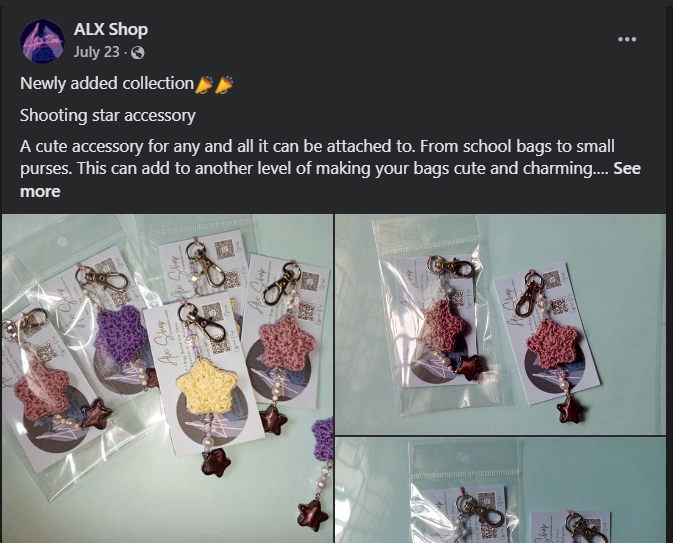 ALX Shop
July 23 ·
Newly added collection🎉🎉
Shooting star accessory
A cute accessory for any and all it can be attached to. From school bags to small
purses. This can add to another level of making your bags cute and charming.... See
more
Alx Shop